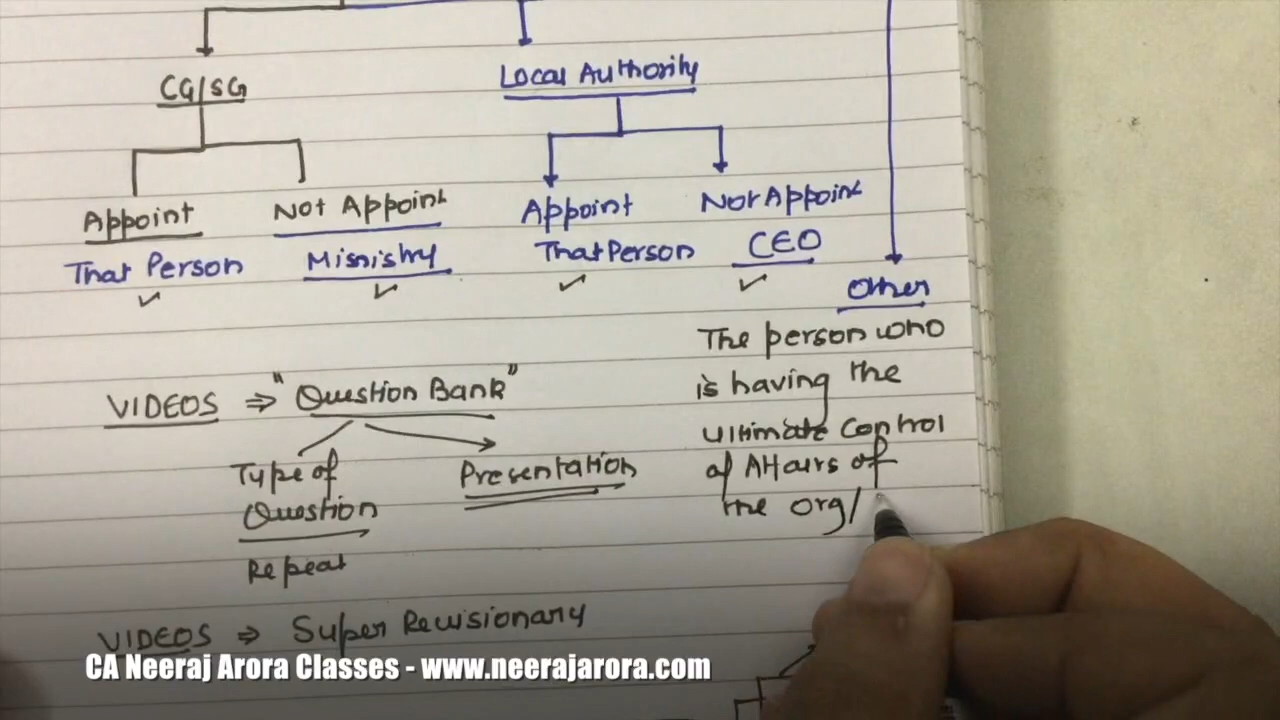 CG/SG
Local Authority
Appoint
Not Appoint
Appoint
Not Appoint
That Person
Misnistry
That Person
CEO
Other
The person who
is having the
ultimate control
of Affairs of
the org/
VIDEOS ⇒ "Question Bank"
Type of
Question
Presentation
Repeat
VIDEOS ⇒ Super Revisionary
CA Neeraj Arora Classes - www.neerajarora.com